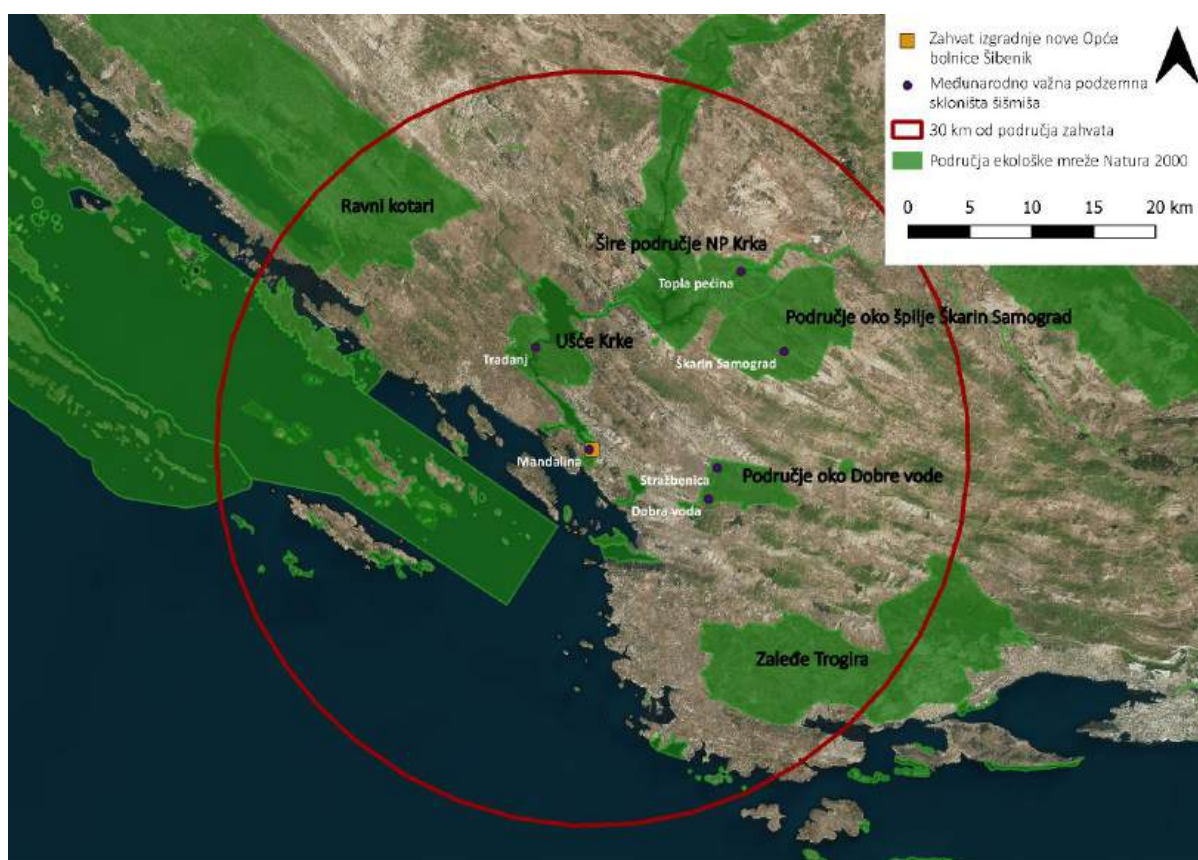 Zahvat izgradnje nove Opće
bolnice Šibenik
Međunarodno važna podzemna
skloništa šišmiša
30 km od područja zahvata
Područja ekološke mreže Natura 2000
0 5 10 15 20 km
Ravni kotari
Šire područje NP Krka
Topla pećina
Područje oko špilje Škarin Samograd
Ušće Krke
Tradanj
Škarin Samograd
Mandalina
Stražbenica
Područje oko Dobre vode
Dobra voda
Zaleđe Trogira